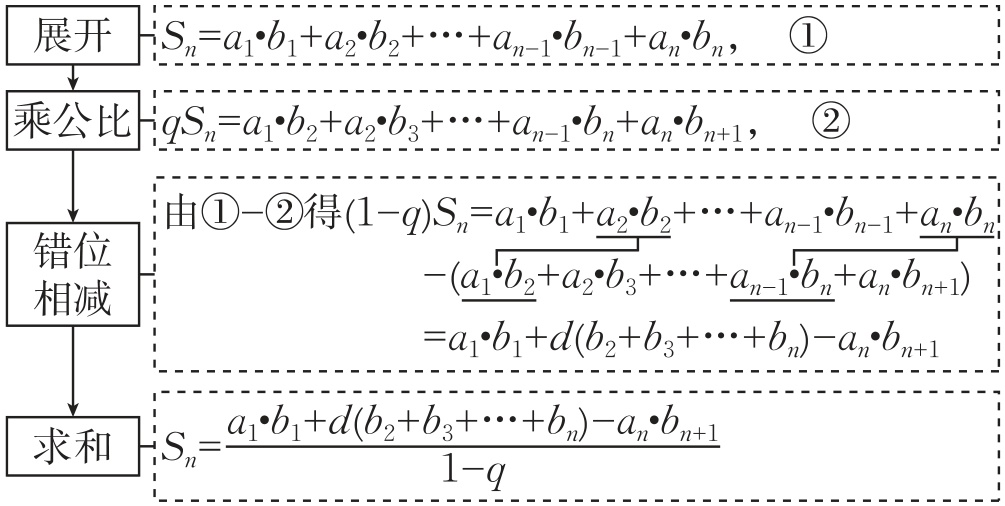 展开
Sₙ=a₁•b₁+a₂•b₂+···+aₙ₋₁•bₙ₋₁+aₙ•bₙ, ①
乘公比
qSₙ=a₁•b₂+a₂•b₃+···+aₙ₋₁•bₙ+aₙ•bₙ₊₁, ②
错位
相减
由①-②得(1-q)Sₙ=a₁•b₁+a₂•b₂+···+aₙ₋₁•bₙ₋₁+aₙ•bₙ
-(a₁•b₂+a₂•b₃+···+aₙ₋₁•bₙ+aₙ•bₙ₊₁)
=a₁•b₁+d(b₂+b₃+···+bₙ)-aₙ•bₙ₊₁
求和
Sₙ=
a₁•b₁+d(b₂+b₃+···+bₙ)-aₙ•bₙ₊₁
1-q